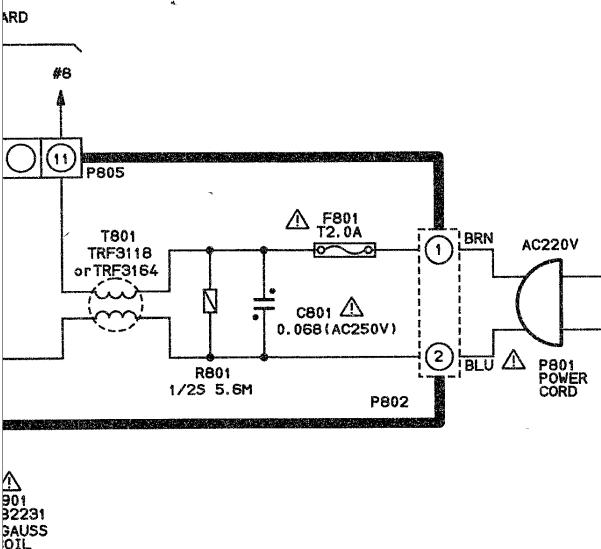 ARD
#8
11
P805
F801
T2.0A
T801
TRF3118
or TRF3164
1
BRN
AC220V
C801
0.068(AC250V)
R801
1/2S 5.6M
2
BLU
P801
POWER
CORD
P802
901
32231
GAUSS
OIL